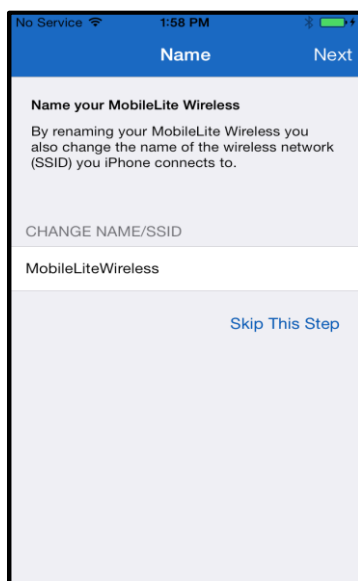 No Service 1:58 PM
Name Next
Name your MobileLite Wireless
By renaming your MobileLite Wireless you
also change the name of the wireless network
(SSID) you iPhone connects to.
CHANGE NAME/SSID
MobileLiteWireless
Skip This Step